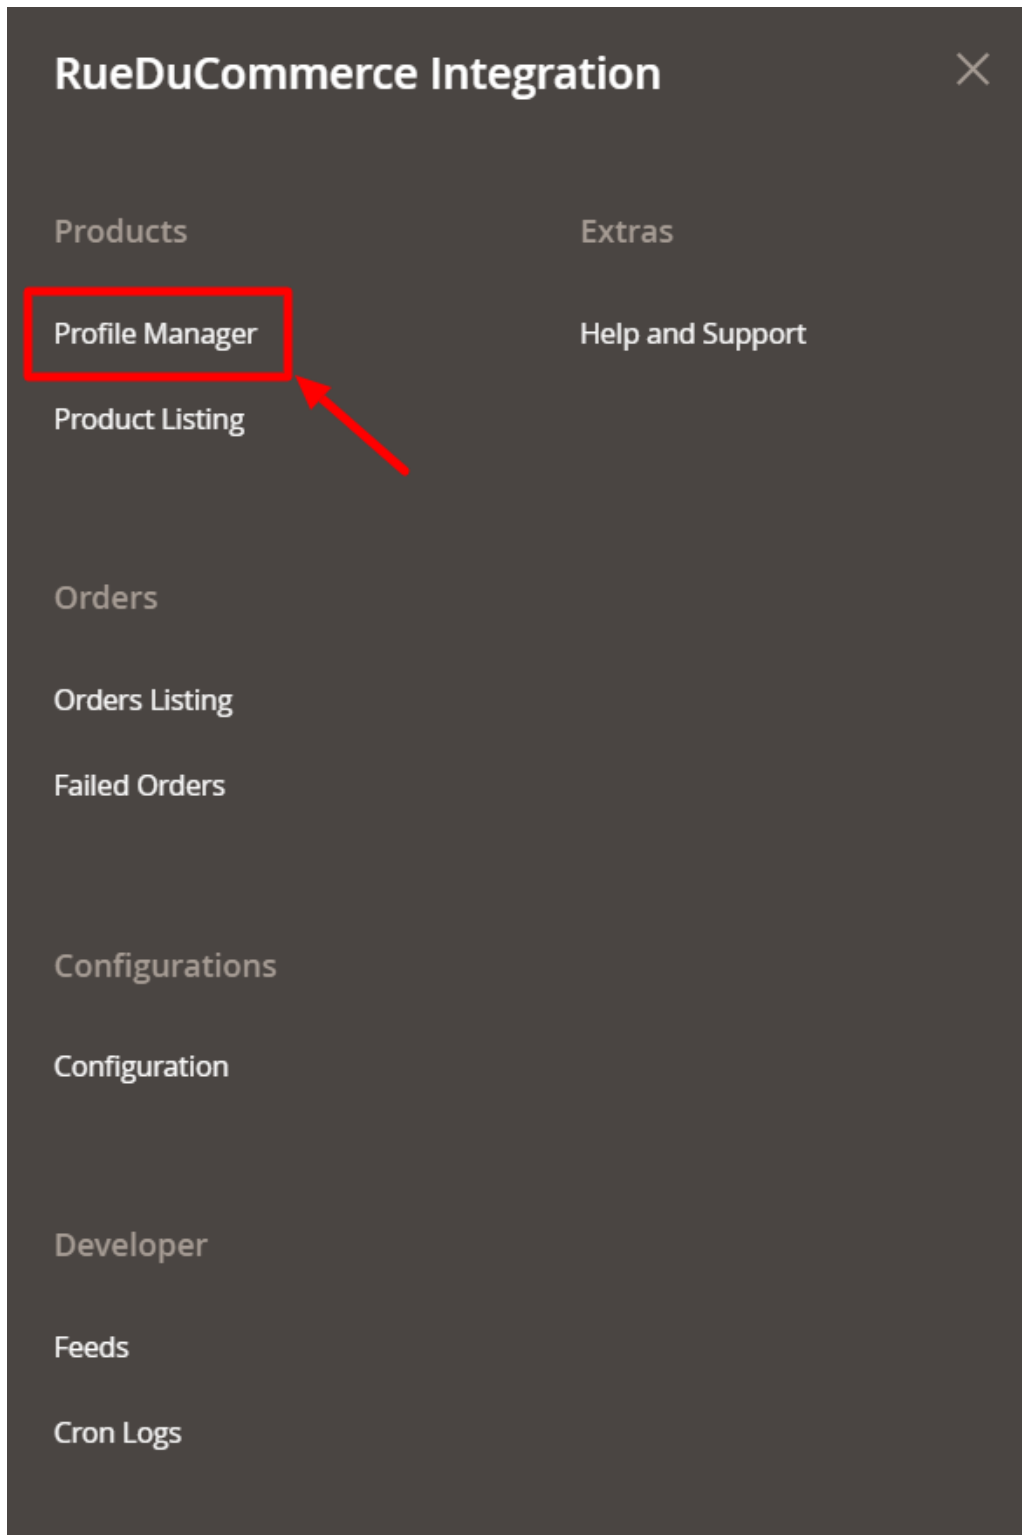 RueDuCommerce Integration
Products
Profile Manager
Product Listing
Extras
Help and Support
Orders
Orders Listing
Failed Orders
Configurations
Configuration
Developer
Feeds
Cron Logs